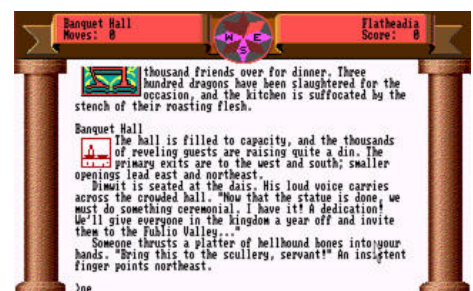 Banquet Hall
Moves: 0
Flatheadia
Score: 0
W E
S
thousand friends over for dinner. Three
hundred dragons have been slaughtered for the
occasion, and the kitchen is suffocated by the
stench of their roasting flesh.
Banquet Hall
The hall is filled to capacity, and the thousands
of reveling guests are raising quite a din. The
primary exits are to the west and south; smaller
openings lead east and northeast.
Dimwit is seated at the dais. His loud voice carries
across the crowded hall. "Now that the statue is done, we
must do something ceremonial. I have it! A dedication!
We'll give everyone in the kingdom a year off and invite
them to the Fublio Valley..."
Someone thrusts a platter of hellhound bones into your
hands. "Bring this to the scullery, servant!" An insistent
finger points northeast.
>ne